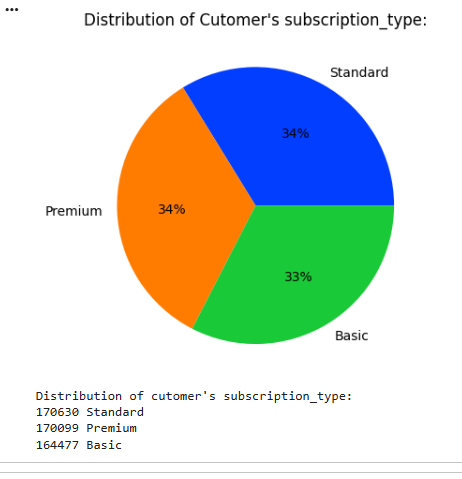 ...
Distribution of Cutomer's subscription_type:
Standard
34%
Premium
34%
33%
Basic
Distribution of cutomer's subscription_type:
170630 Standard
170099 Premium
164477 Basic